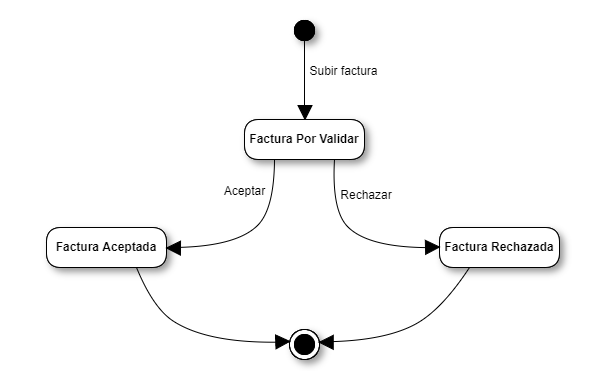 Subir factura
Factura Por Validar
Aceptar
Rechazar
Factura Aceptada
Factura Rechazada